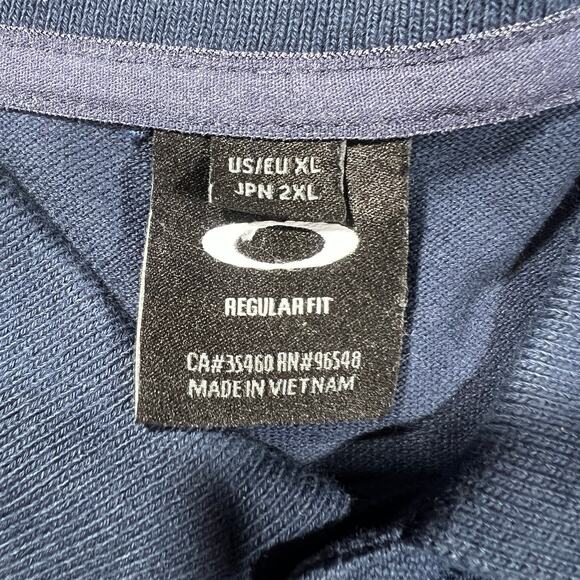 US/EU XL
JPN 2XL
REGULAR FIT
CA#35460 RN#96548
MADE IN VIETNAM